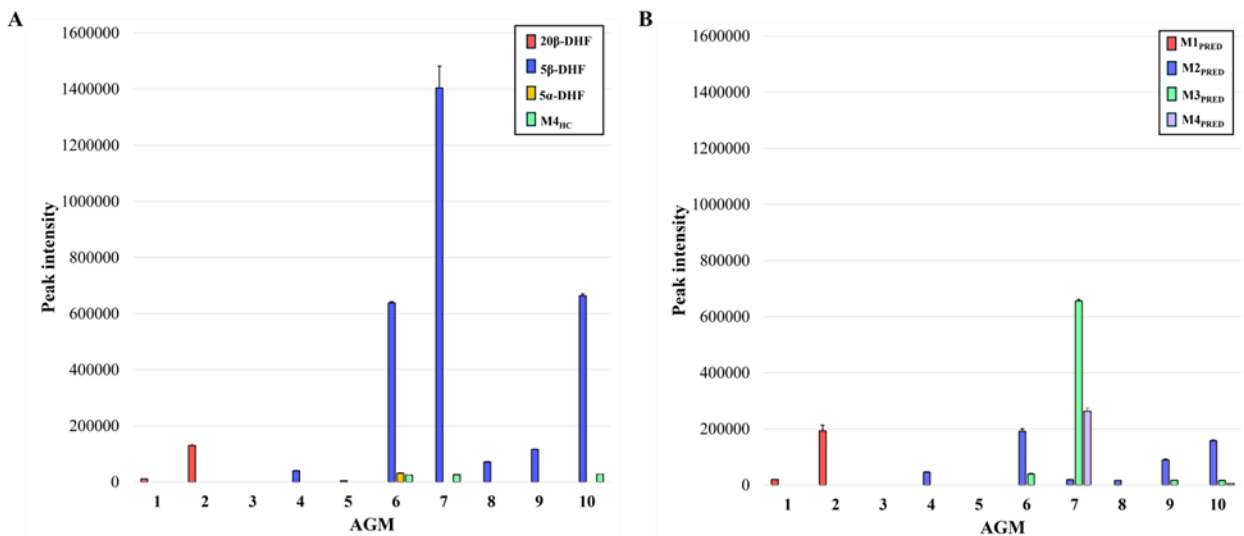 A
1600000
1400000
1200000
1000000
800000
600000
400000
200000
0
Peak intensity
1 2 3 4 5 6 7 8 9 10
AGM
20β-DHF
5β-DHF
5α-DHF
M4HC
B
1600000
1400000
1200000
1000000
800000
600000
400000
200000
0
Peak intensity
1 2 3 4 5 6 7 8 9 10
AGM
M1PRED
M2PRED
M3PRED
M4PRED